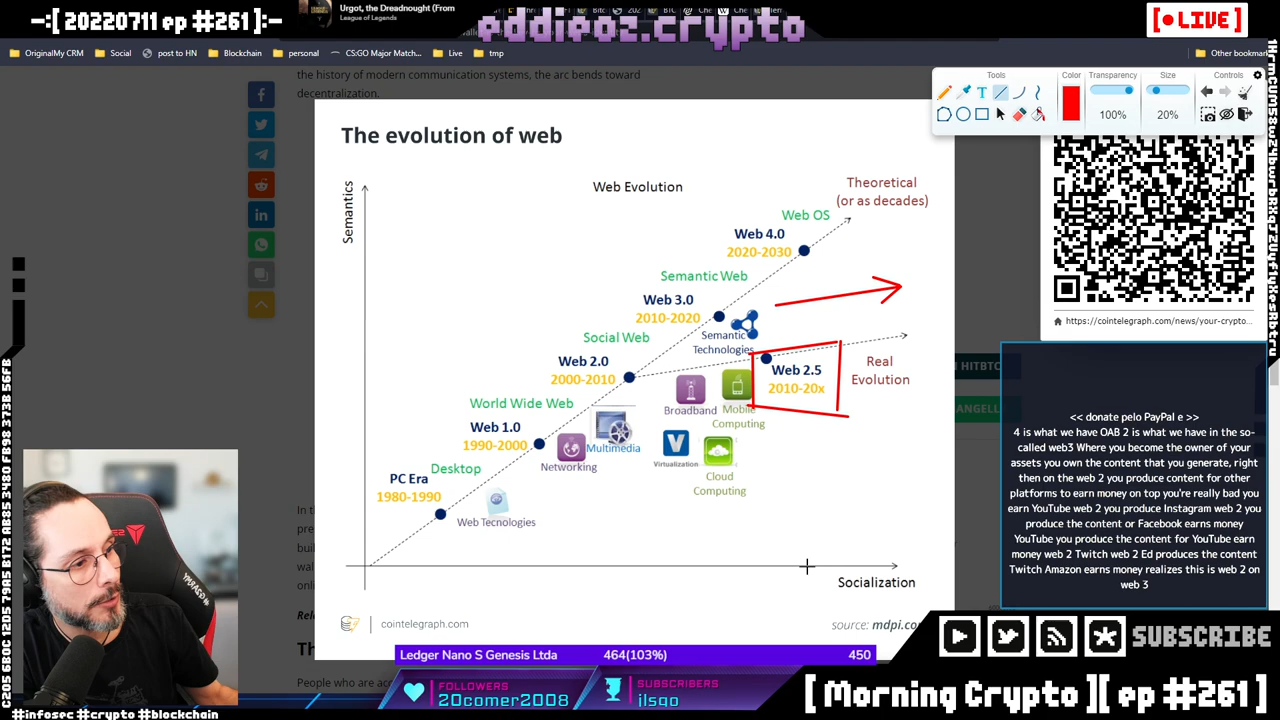 -:[ 20220711 ep #261 ]:-
Urgot, the Dreadnought (From
League of Legends
eddieoz.crypto
[● LIVE ]
OriginalMy CRM
Social
post to HN
Blockchain
personal
CS:GO Major Match...
Live
tmp
Other bookmar
the history of modern communication systems, the arc bends toward
decentralization.
Tools
Color
Transparency
Size
Controls
100%
20%
The evolution of web
Web Evolution
Semantics
Theoretical
(or as decades)
Web OS
Web 4.0
2020-2030
Semantic Web
Web 3.0
2010-2020
Semantic
Technologies
Social Web
Web 2.0
2000-2010
Web 2.5
2010-20x
Real
Evolution
Broadband
Mobile
Computing
World Wide Web
Web 1.0
1990-2000
Networking
Multimedia
Virtualization
Cloud
Computing
Desktop
PC Era
1980-1990
Web Tecnologies
Socialization
cointelegraph.com
source: mdpi.co
https://cointelegraph.com/news/your-crypto...
HITBTC
ANGELL
<< donate pelo PayPal e >>
4 is what we have OAB 2 is what we have in the so-
called web3 Where you become the owner of your
assets you own the content that you generate, right
then on the web 2 you produce content for other
platforms to earn money on top you're really bad you
earn YouTube web 2 you produce Instagram web 2 you
produce the content or Facebook earns money
YouTube you produce the content for YouTube earn
money web 2 Twitch web 2 Ed produces the content
Twitch Amazon earns money realizes this is web 2 on
web 3
People who are acc
Ledger Nano S Genesis Ltda 464(103%) 450
FOLLOWERS
20comer2008
SUBSCRIBERS
ilsgo
SUBSCRIBE
[ Morning Crypto ][ ep #261 ]
#infosec #crypto #blockchain